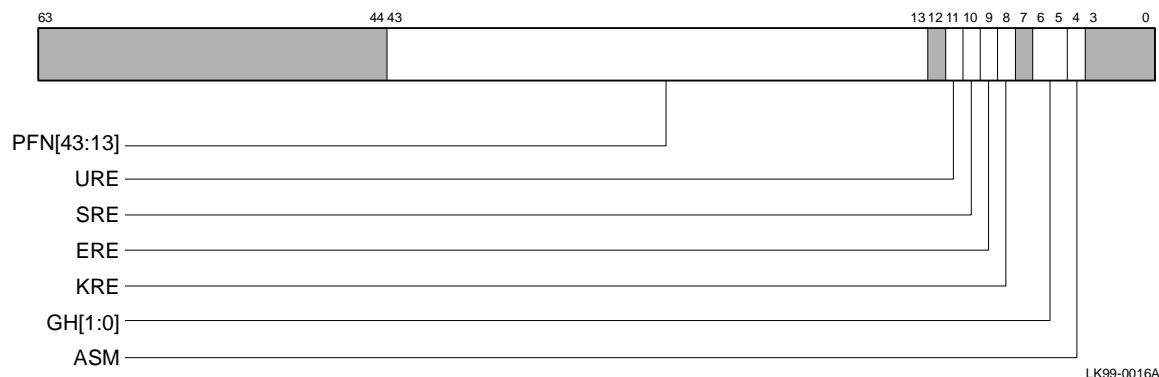 63 44 43 13 12 11 10 9 8 7 6 5 4 3 0
PFN[43:13]
URE
SRE
ERE
KRE
GH[1:0]
ASM
LK99-0016A